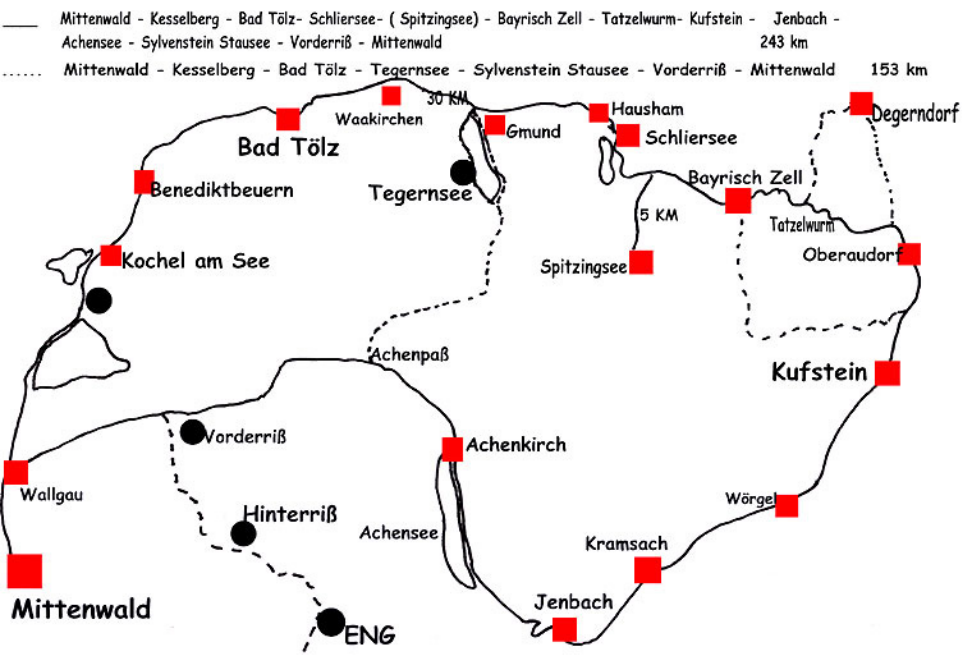 Mittenwald - Kesselberg - Bad Tölz- Schliersee- ( Spitzingsee) - Bayrisch Zell - Tatzelwurm- Kufstein - Jenbach -
Achensee - Sylvenstein Stausee - Vorderriß - Mittenwald 243 km
Mittenwald - Kesselberg - Bad Tölz - Tegernsee - Sylvenstein Stausee - Vorderriß - Mittenwald 153 km
30 KM
Waakirchen
Hausham
Degerndorf
Gmund
Schliersee
Bad Tölz
Bayrisch Zell
Benediktbeuern
Tegernsee
5 KM
Tatzelwurm
Kochel am See
Spitzingsee
Oberaudorf
Achenpaß
Kufstein
Vorderriß
Achenkirch
Wallgau
Wörgel
Hinterriß
Achensee
Kramsach
Mittenwald
Jenbach
ENG